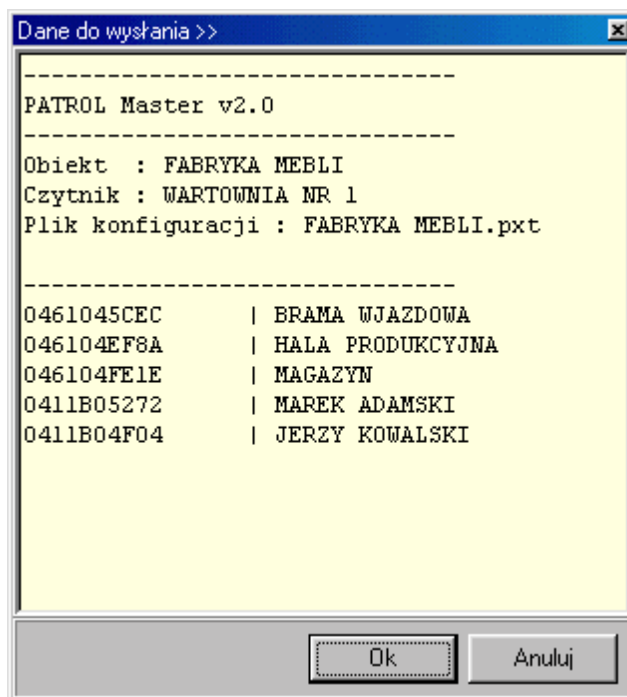 Dane do wysłania >>
-------------------------------
PATROL Master v2.0
-------------------------------
Obiekt  : FABRYKA MEBLI
Czytnik : WARTOWNIA NR 1
Plik konfiguracji : FABRYKA MEBLI.pxt
-------------------------------
0461045CEC      | BRAMA WJAZDOWA
046104EF8A      | HALA PRODUKCYJNA
046104FE1E      | MAGAZYN
0411B05272      | MAREK ADAMSKI
0411B04F04      | JERZY KOWALSKI
Ok Anuluj